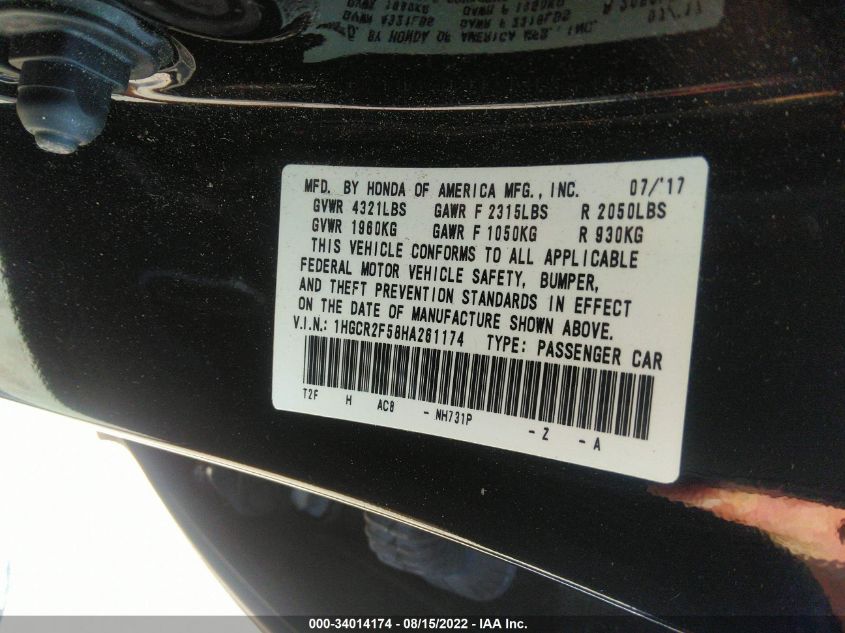 MFD. BY HONDA OF AMERICA MFG., INC. 07/'17
GVWR 4321LBS GAWR F 2315LBS R 2050LBS
GVWR 1960KG GAWR F 1050KG R 930KG
THIS VEHICLE CONFORMS TO ALL APPLICABLE
FEDERAL MOTOR VEHICLE SAFETY, BUMPER,
AND THEFT PREVENTION STANDARDS IN EFFECT
ON THE DATE OF MANUFACTURE SHOWN ABOVE.
V.I.N.: 1HGCR2F58HA261174 TYPE: PASSENGER CAR
T2F H AC8 - NH731P - Z - A
000-34014174 - 08/15/2022 - IAA Inc.